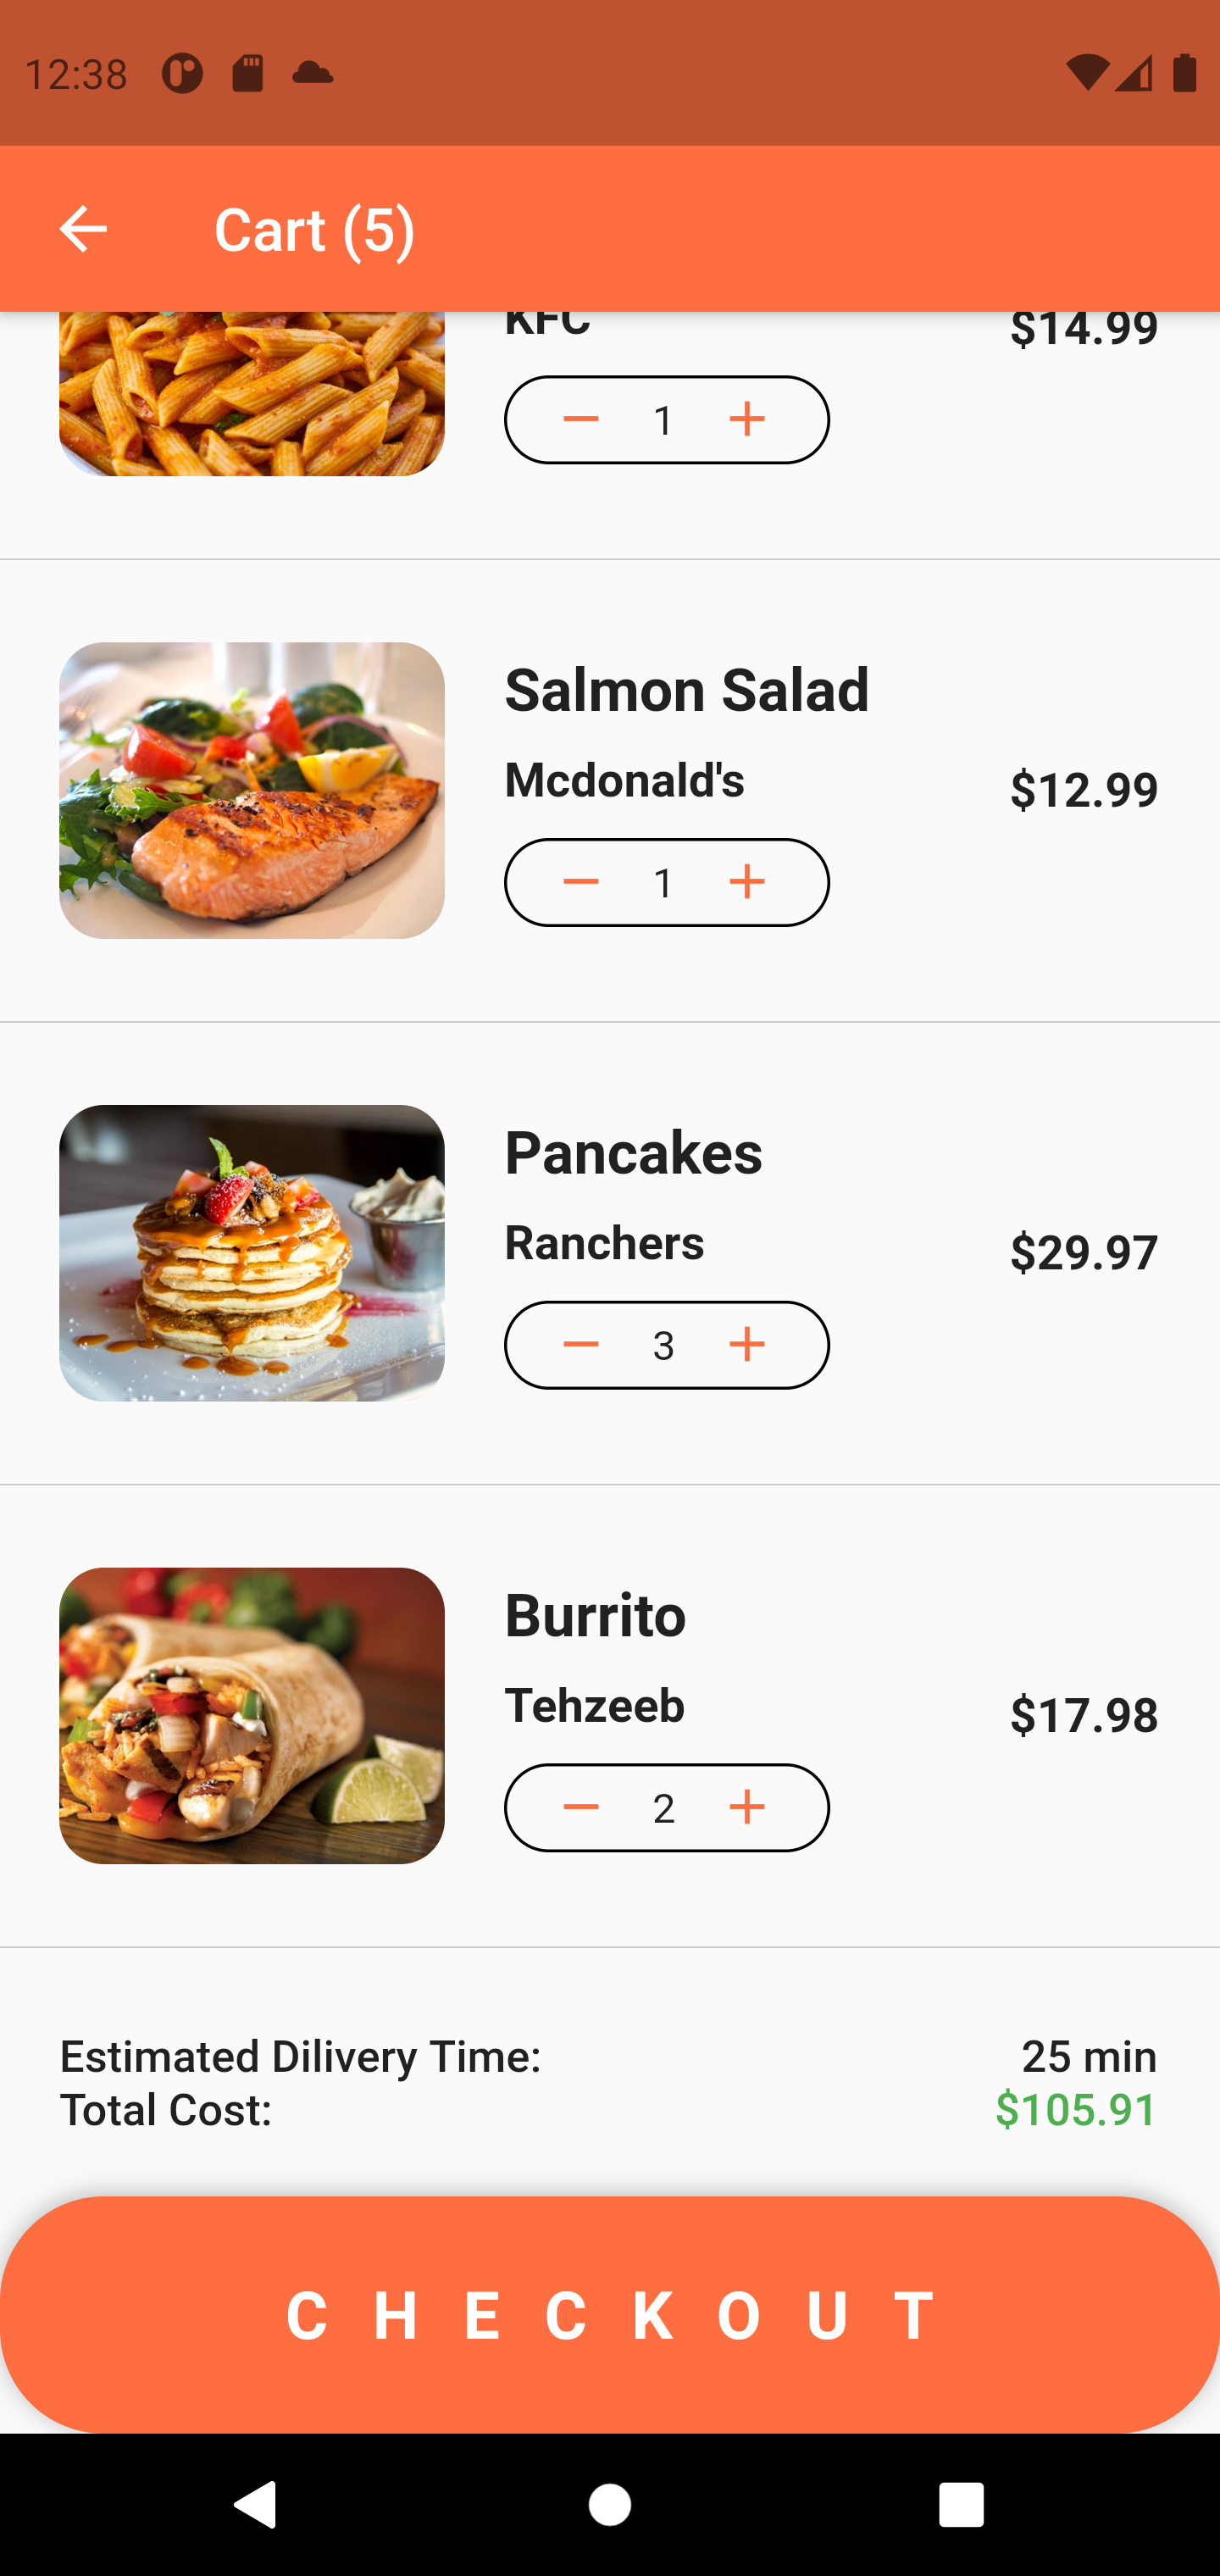 12:38
Cart (5)
KFC
$14.99
1
Salmon Salad
Mcdonald's
$12.99
1
Pancakes
Ranchers
$29.97
3
Burrito
Tehzeeb
$17.98
2
Estimated Dilivery Time: 25 min
Total Cost: $105.91
CHECKOUT